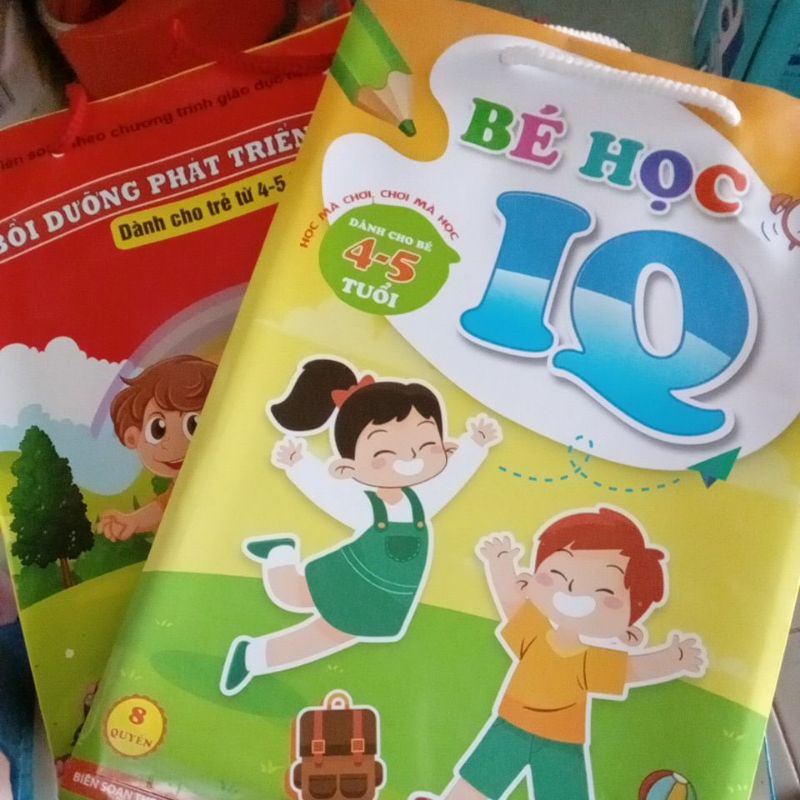 BÉ HỌC
IQ
HỌC MÀ CHƠI, CHƠI MÀ HỌC
DÀNH CHO BÉ
4-5
TUỔI
8
QUYỂN
BIÊN SOẠN
theo chương trình giáo dục
BỒI DƯỠNG PHÁT TRIỂN
Dành cho trẻ từ 4-5